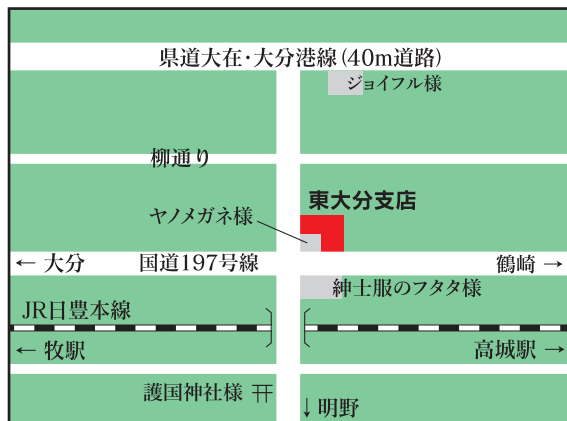 県道大在・大分港線(40m道路)
ジョイフル様
柳通り
東大分支店
ヤノメガネ様
← 大分
国道197号線
鶴崎 →
紳士服のフタタ様
JR日豊本線
← 牧駅
高城駅 →
護国神社様
↓明野